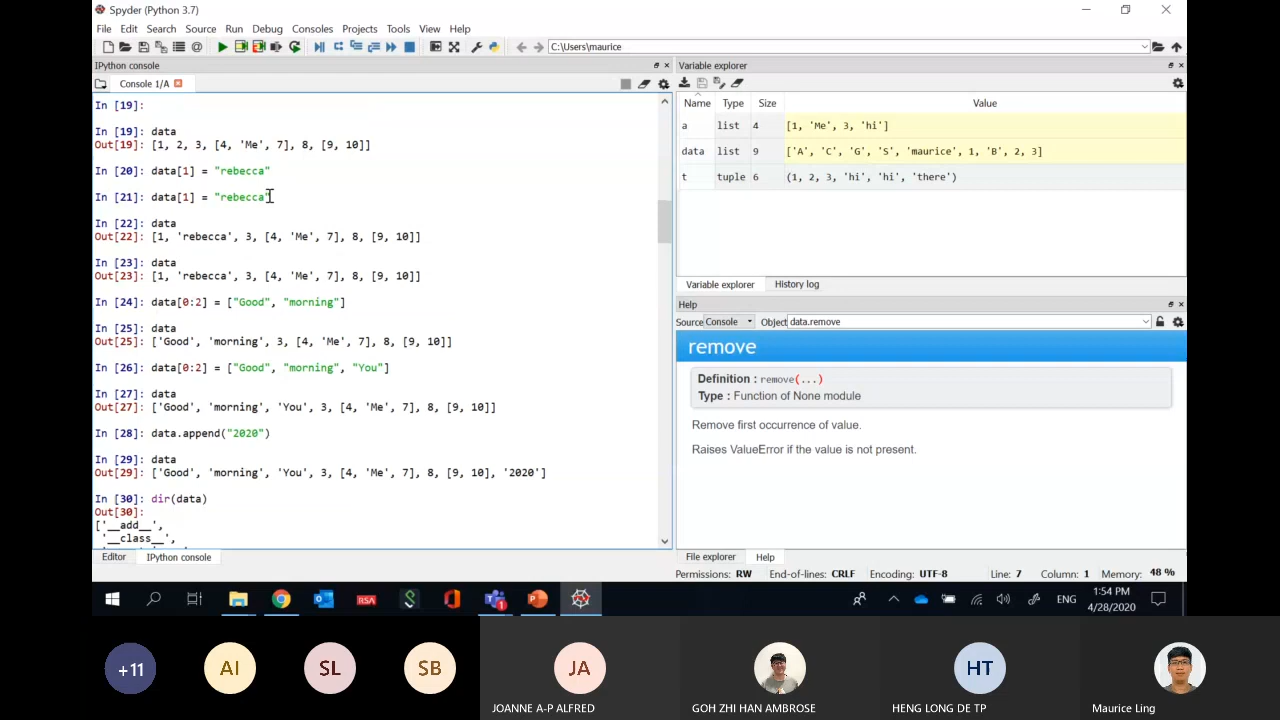 Spyder (Python 3.7)
File Edit Search Source Run Debug Consoles Projects Tools View Help
C:\Users\maurice
IPython console
Console 1/A
In [19]:
In [19]: data
Out[19]: [1, 2, 3, [4, 'Me', 7], 8, [9, 10]]
In [20]: data[1] = "rebecca"
In [21]: data[1] = "rebecca"
In [22]: data
Out[22]: [1, 'rebecca', 3, [4, 'Me', 7], 8, [9, 10]]
In [23]: data
Out[23]: [1, 'rebecca', 3, [4, 'Me', 7], 8, [9, 10]]
In [24]: data[0:2] = ["Good", "morning"]
In [25]: data
Out[25]: ['Good', 'morning', 3, [4, 'Me', 7], 8, [9, 10]]
In [26]: data[0:2] = ["Good", "morning", "You"]
In [27]: data
Out[27]: ['Good', 'morning', 'You', 3, [4, 'Me', 7], 8, [9, 10]]
In [28]: data.append("2020")
In [29]: data
Out[29]: ['Good', 'morning', 'You', 3, [4, 'Me', 7], 8, [9, 10], '2020']
In [30]: dir(data)
Out[30]:
['__add__',
'__class__',
Editor IPython console
Variable explorer
Name Type Size Value
a list 4 [1, 'Me', 3, 'hi']
data list 9 ['A', 'C', 'G', 'S', 'maurice', 1, 'B', 2, 3]
t tuple 6 (1, 2, 3, 'hi', 'hi', 'there')
Variable explorer History log
Help
Source Console Object data.remove
remove
Definition : remove(...)
Type : Function of None module
Remove first occurrence of value.
Raises ValueError if the value is not present.
File explorer Help
Permissions: RW End-of-lines: CRLF Encoding: UTF-8 Line: 7 Column: 1 Memory: 48 %
RSA
1
ENG
1:54 PM
4/28/2020
+11 AI SL SB JA HT
JOANNE A-P ALFRED GOH ZHI HAN AMBROSE HENG LONG DE TP Maurice Ling